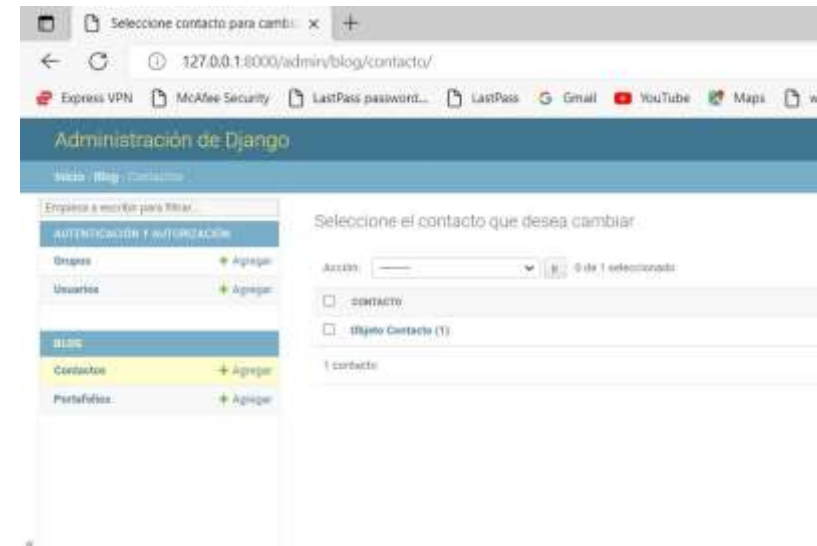 Seleccione contacto para camb
127.0.0.1:8000/admin/blog/contacto/
Express VPN McAfee Security LastPass password... LastPass Gmail YouTube Maps w
Administración de Django
Inicio › Blog › Contactos
Empiece a escribir para filtrar...
AUTENTICACIÓN Y AUTORIZACIÓN
Grupos + Agregar
Usuarios + Agregar
BLOG
Contactos + Agregar
Portafolios + Agregar
Seleccione el contacto que desea cambiar
Acción: --------- 0 de 1 seleccionado
CONTACTO
Objeto Contacto (1)
1 contacto